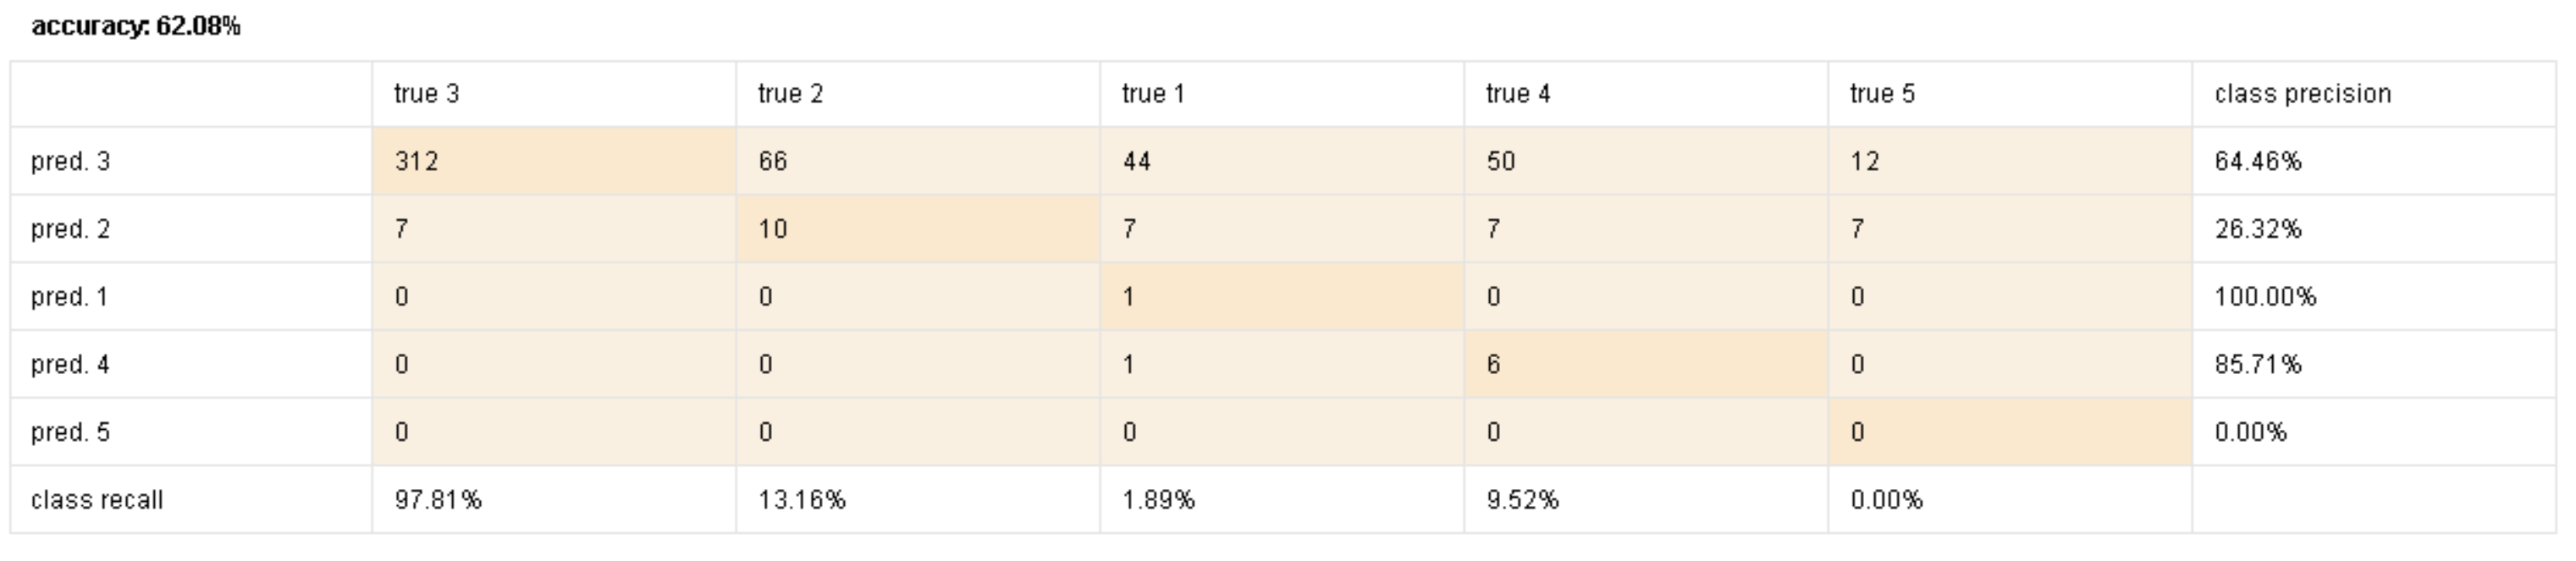 accuracy: 62.08%
true 3 true 2 true 1 true 4 true 5 class precision
pred. 3 312 66 44 50 12 64.46%
pred. 2 7 10 7 7 7 26.32%
pred. 1 0 0 1 0 0 100.00%
pred. 4 0 0 1 6 0 85.71%
pred. 5 0 0 0 0 0 0.00%
class recall 97.81% 13.16% 1.89% 9.52% 0.00%